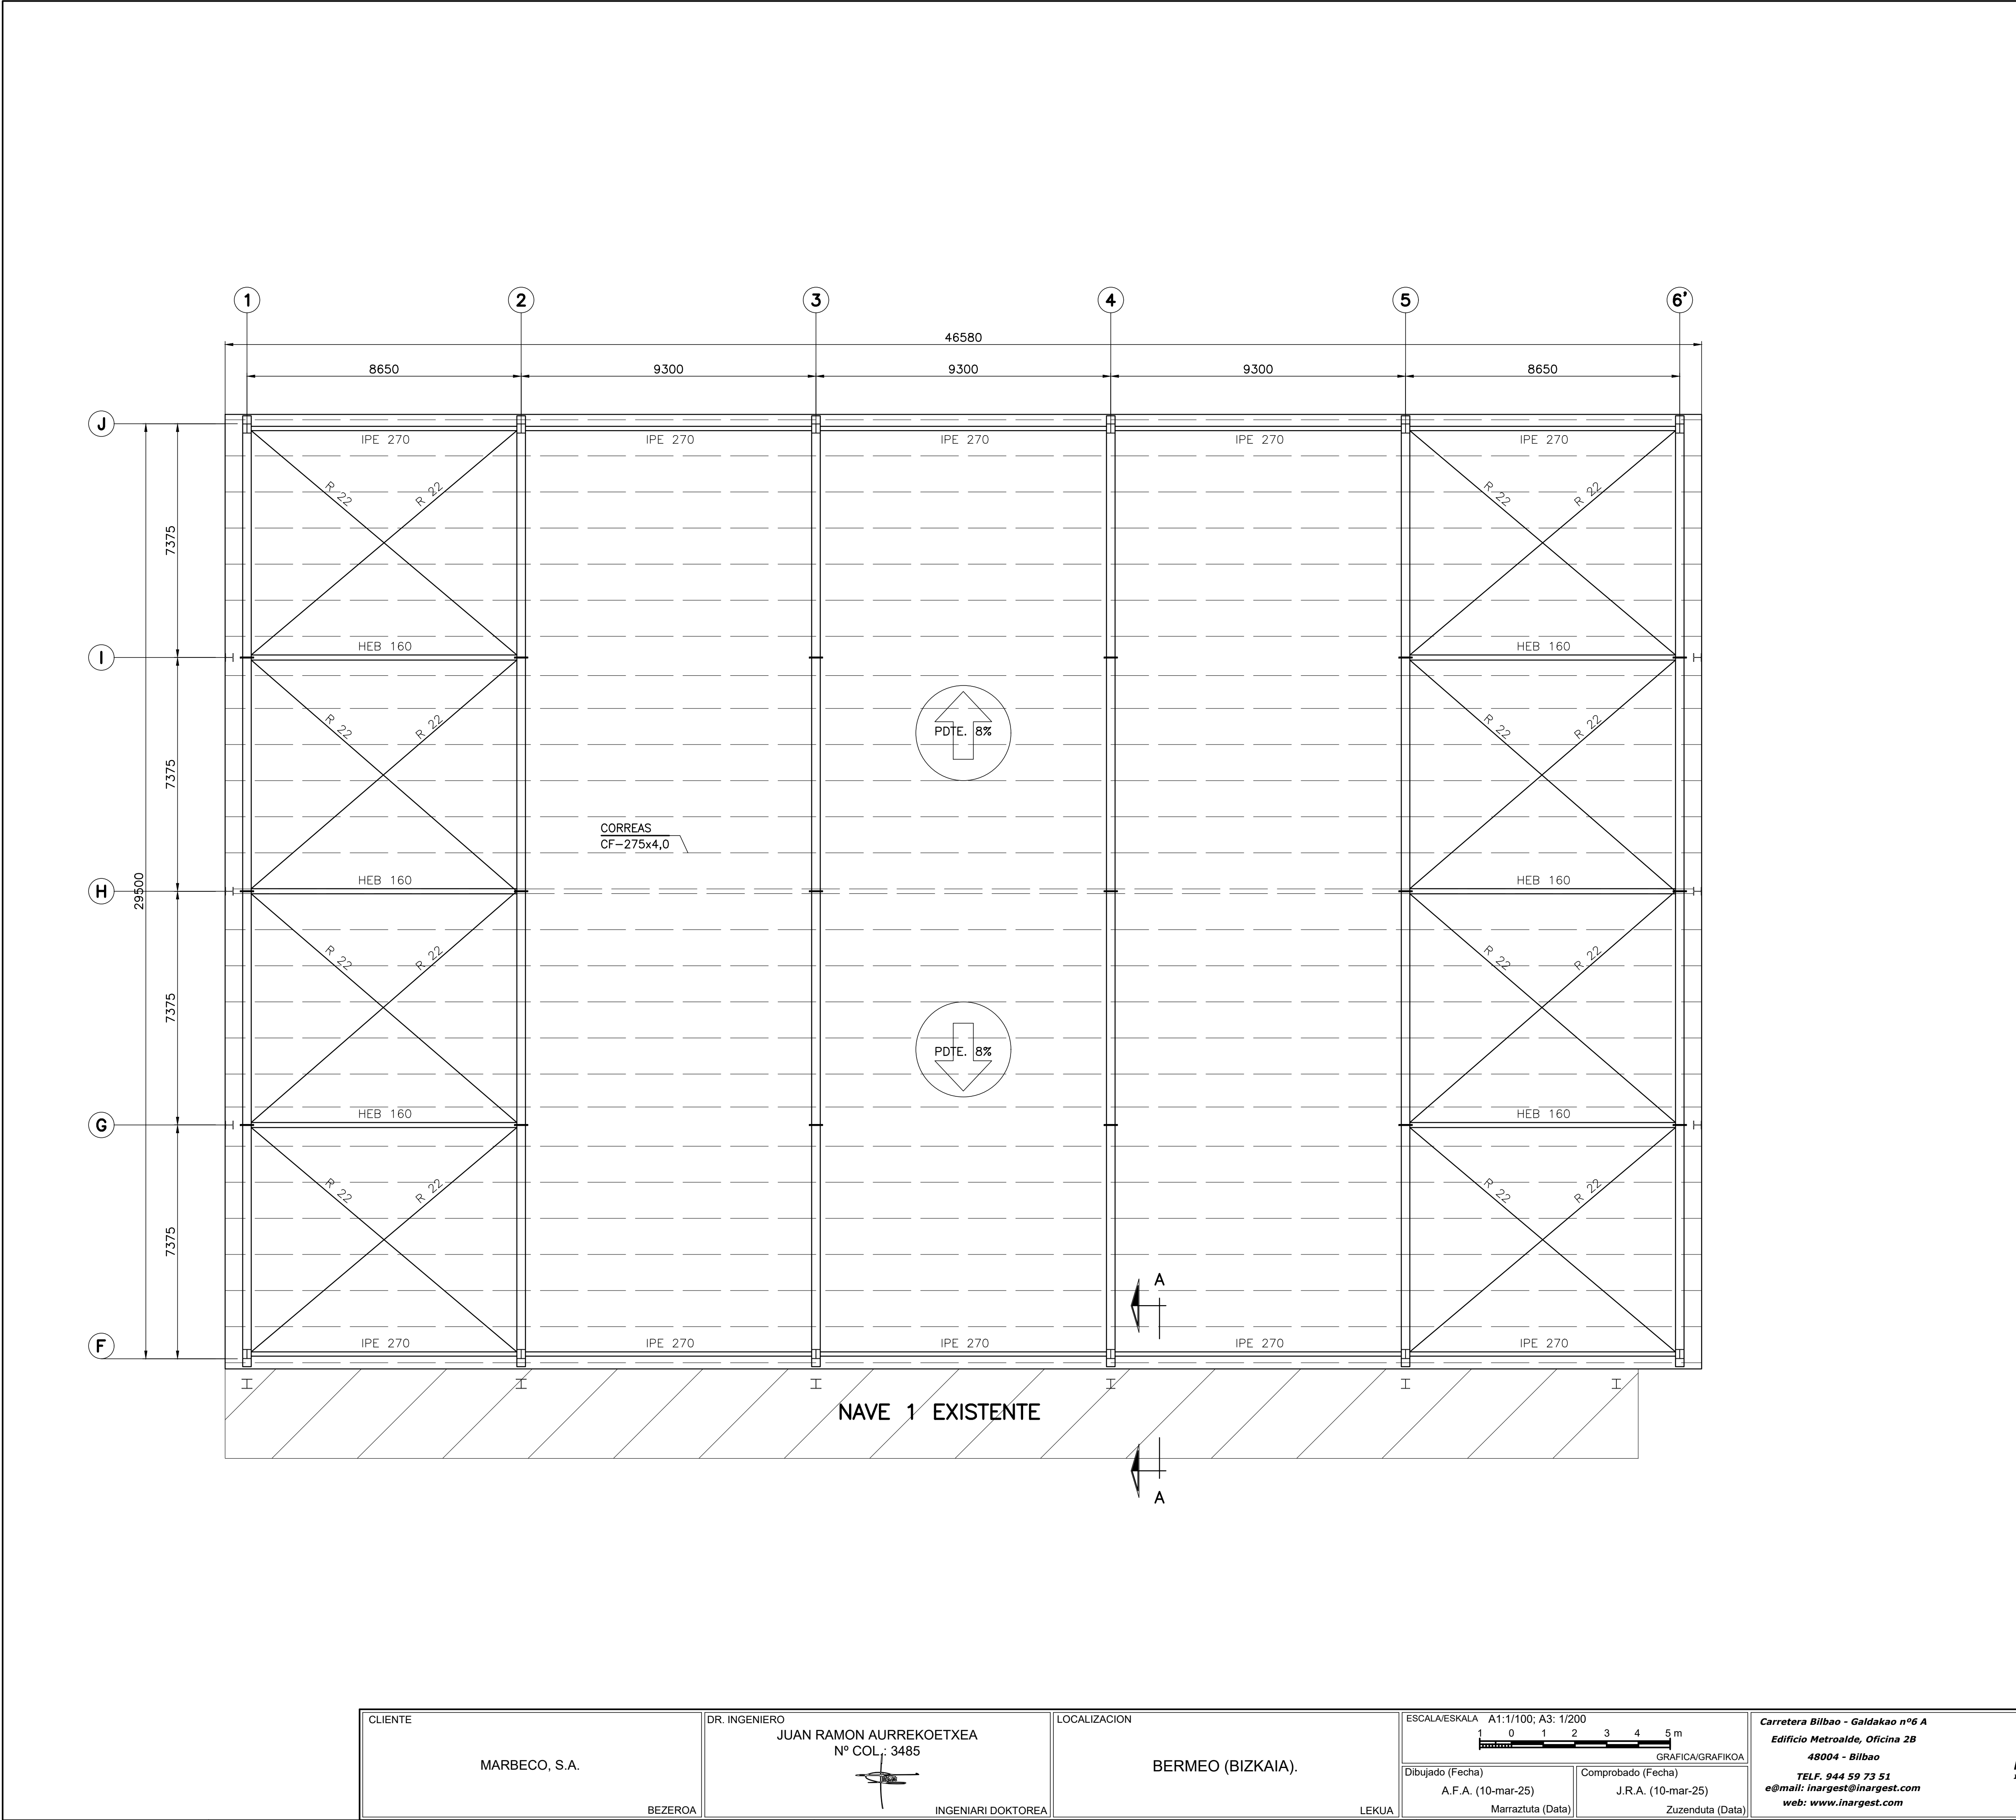 1 2 3 4 5 6'
46580
8650 9300 9300 9300 8650
J
IPE 270 IPE 270 IPE 270 IPE 270 IPE 270
R 22 R 22 R 22 R 22
7375
HEB 160 HEB 160
I
R 22 R 22 R 22 R 22
PDTE. 8%
7375
CORREAS
CF-275x4,0
HEB 160 HEB 160
H
29500
R 22 R 22 R 22 R 22
7375
PDTE. 8%
HEB 160 HEB 160
G
R 22 R 22 R 22 R 22
7375
A
F
IPE 270 IPE 270 IPE 270 IPE 270 IPE 270
NAVE 1 EXISTENTE
A
CLIENTE
MARBECO, S.A.
BEZEROA
DR. INGENIERO
JUAN RAMON AURREKOETXEA
Nº COL.: 3485
INGENIARI DOKTOREA
LOCALIZACION
BERMEO (BIZKAIA).
LEKUA
ESCALA/ESKALA A1:1/100; A3: 1/200
1 0 1 2 3 4 5 m
GRAFICA/GRAFIKOA
Dibujado (Fecha)
A.F.A. (10-mar-25)
Marraztuta (Data)
Comprobado (Fecha)
J.R.A. (10-mar-25)
Zuzenduta (Data)
Carretera Bilbao - Galdakao nº6 A
Edificio Metroalde, Oficina 2B
48004 - Bilbao
TELF. 944 59 73 51
e@mail: inargest@inargest.com
web: www.inargest.com